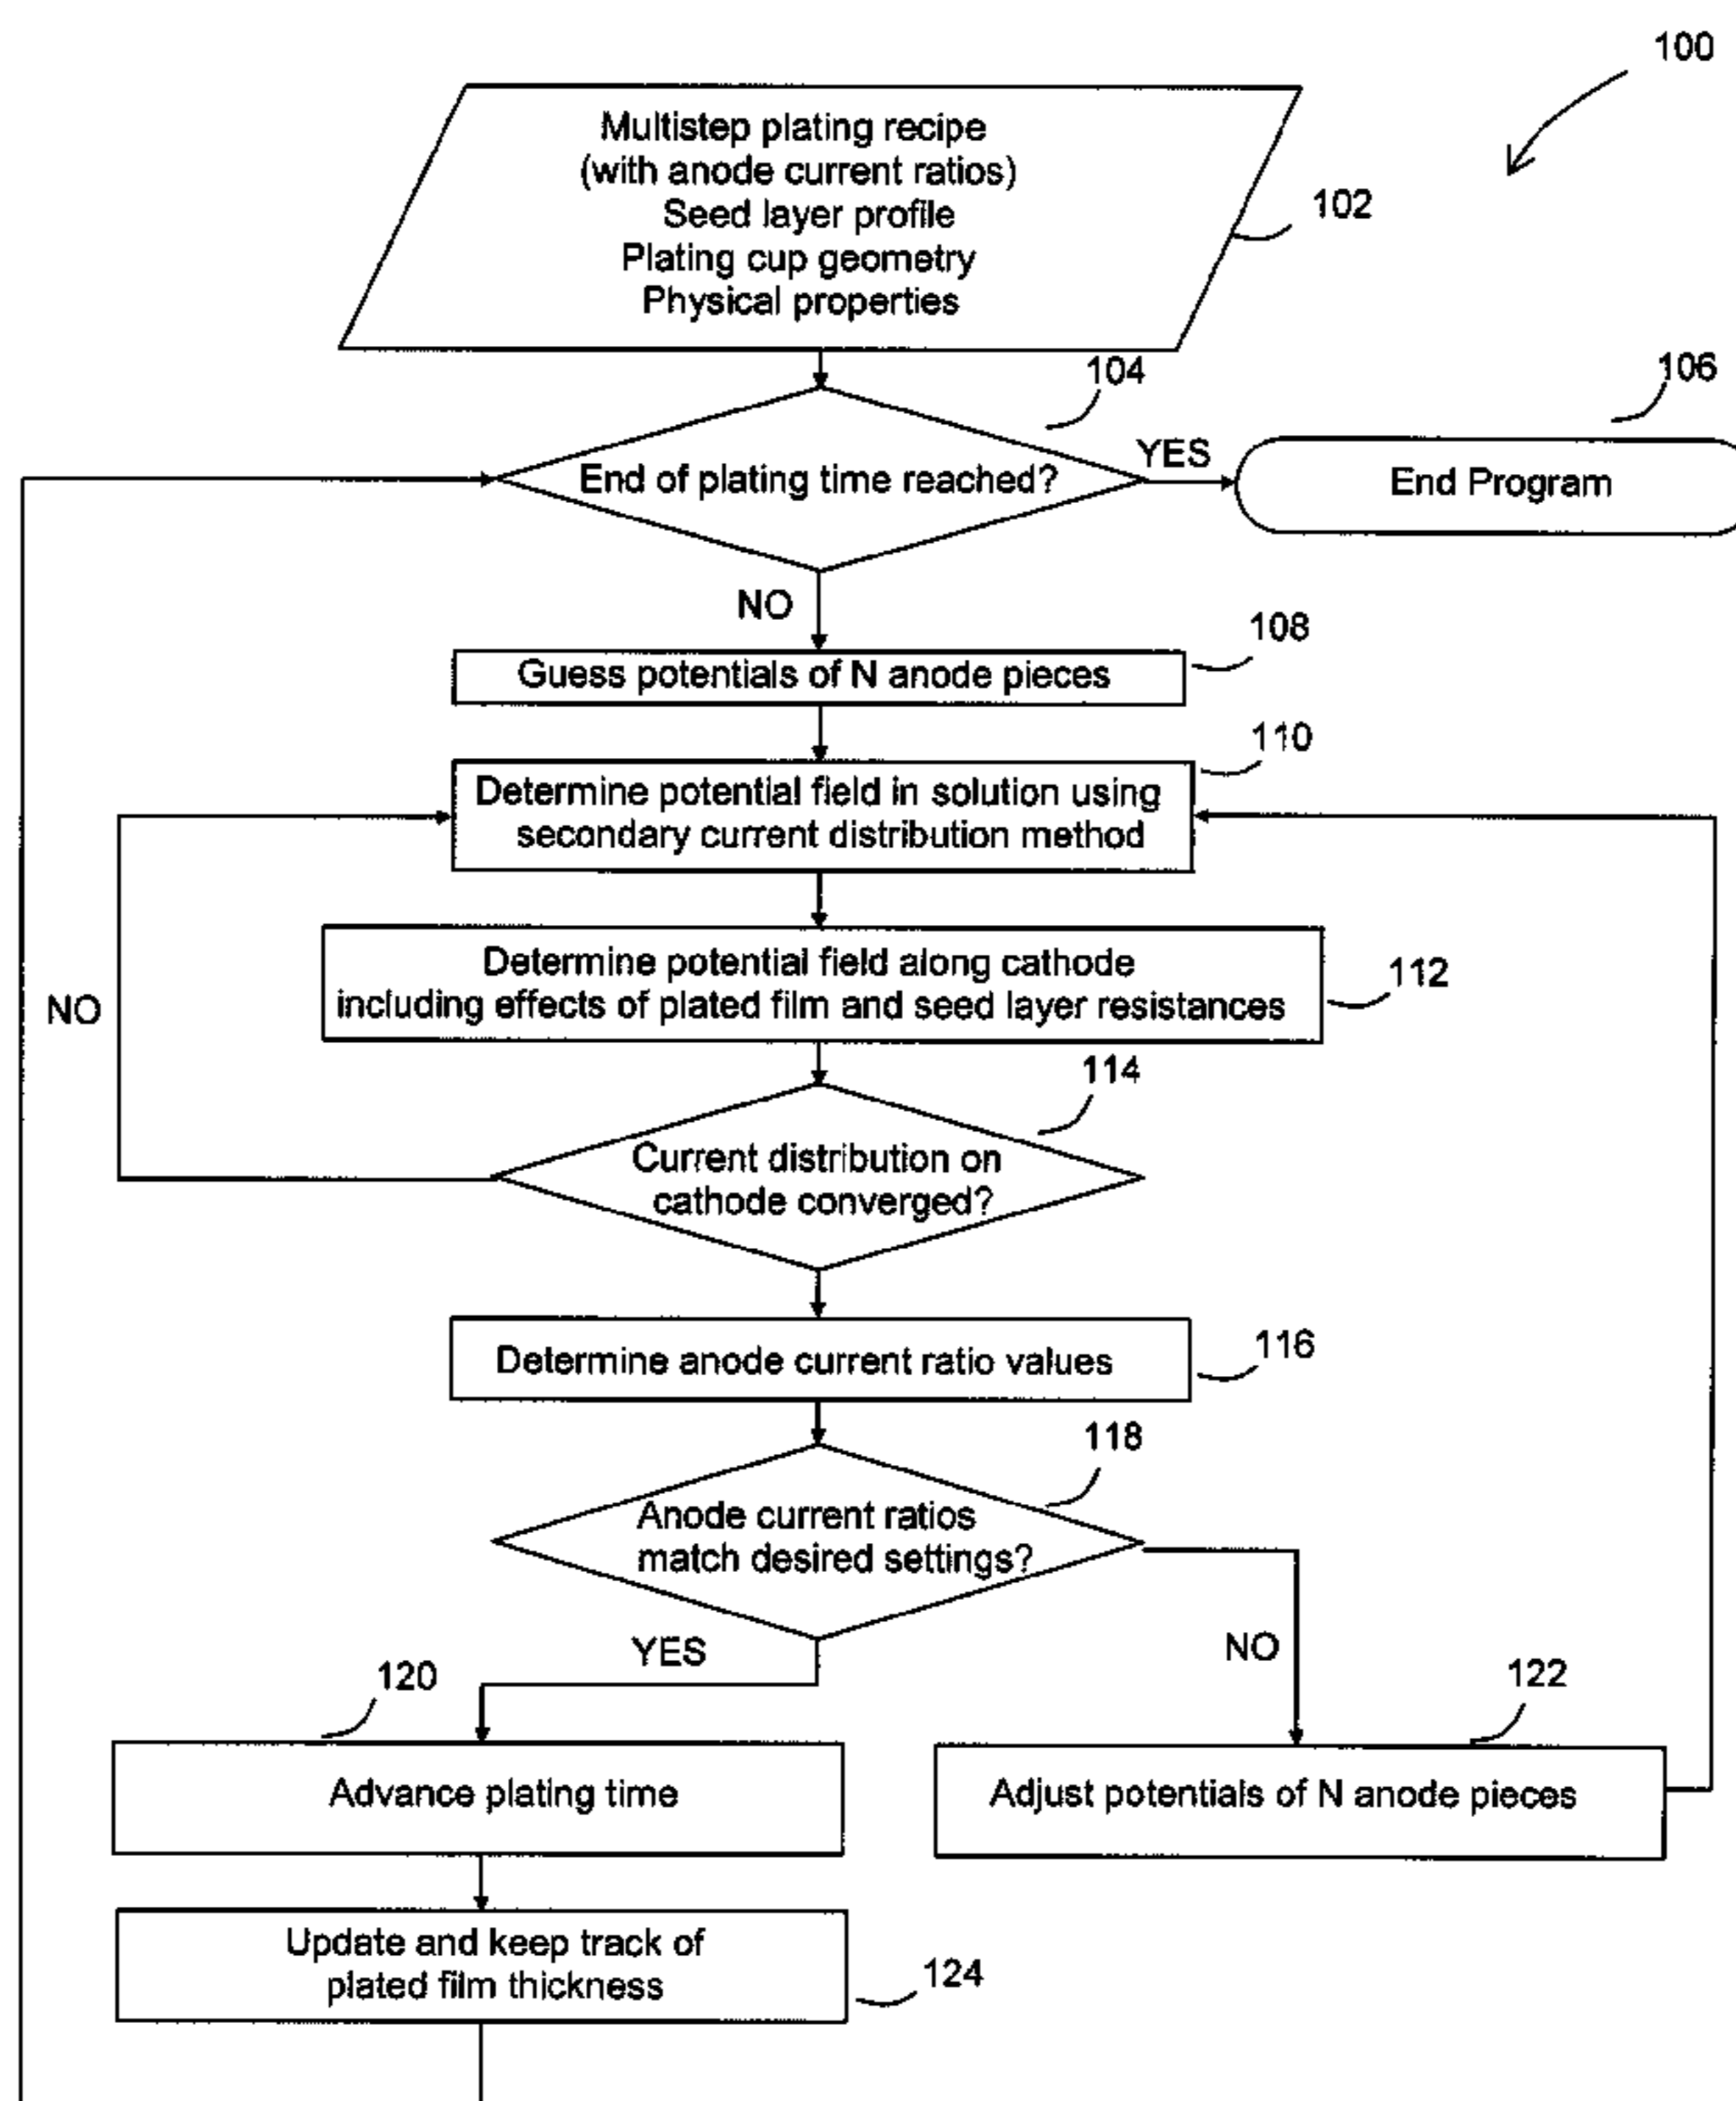 100
Multistep plating recipe
(with anode current ratios)
Seed layer profile
Plating cup geometry
Physical properties
102
104
106
End of plating time reached?
YES
End Program
NO
108
Guess potentials of N anode pieces
110
Determine potential field in solution using
secondary current distribution method
Determine potential field along cathode
including effects of plated film and seed layer resistances
112
NO
114
Current distribution on
cathode converged?
Determine anode current ratio values
116
118
Anode current ratios
match desired settings?
YES
NO
120
122
Advance plating time
Adjust potentials of N anode pieces
Update and keep track of
plated film thickness
124